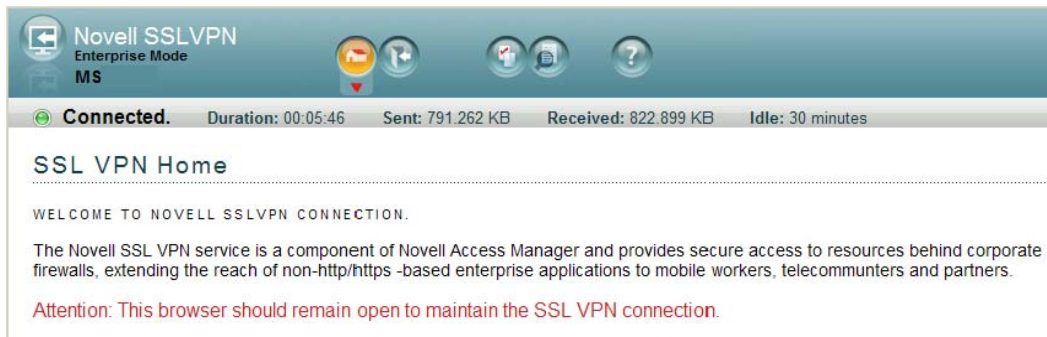 Novell SSLVPN
Enterprise Mode
MS
?
Connected. Duration: 00:05:46 Sent: 791.262 KB Received: 822.899 KB Idle: 30 minutes
SSL VPN Home
WELCOME TO NOVELL SSLVPN CONNECTION.
The Novell SSL VPN service is a component of Novell Access Manager and provides secure access to resources behind corporate
firewalls, extending the reach of non-http/https -based enterprise applications to mobile workers, telecommunters and partners.
Attention: This browser should remain open to maintain the SSL VPN connection.